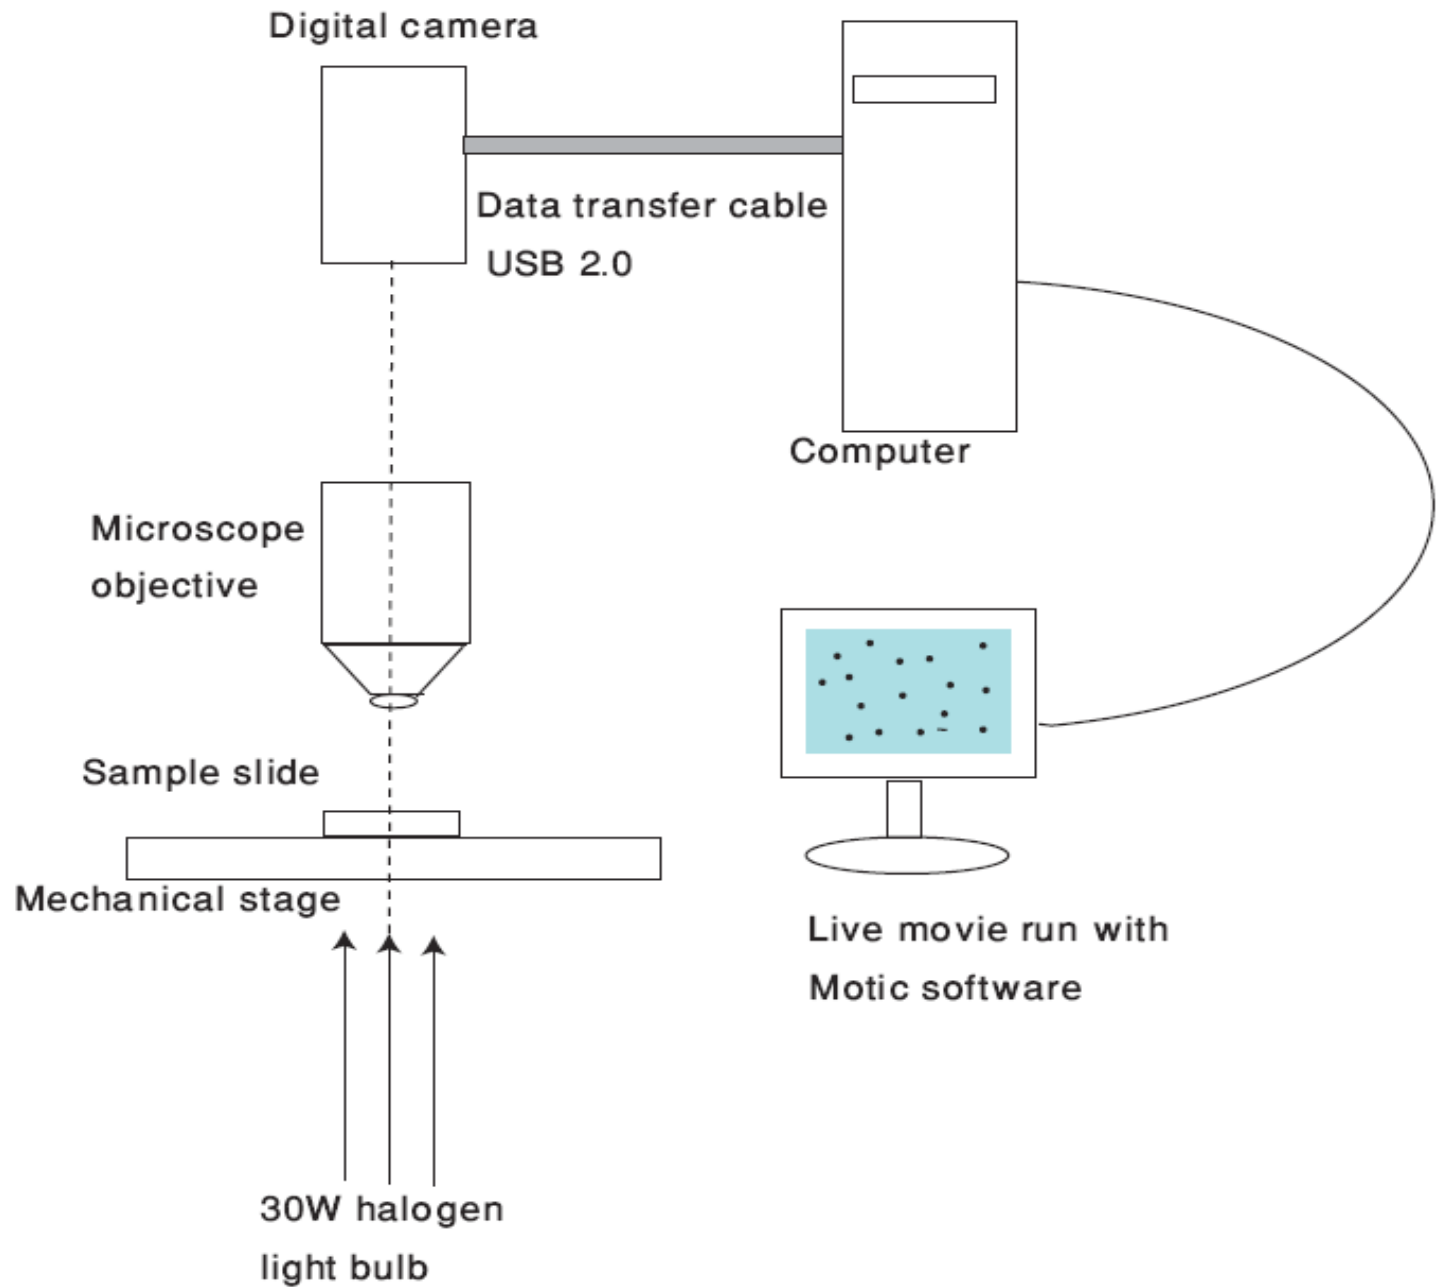 Digital camera
Data transfer cable
USB 2.0
Computer
Microscope
objective
Sample slide
Mechanical stage
Live movie run with
Motic software
30W halogen
light bulb